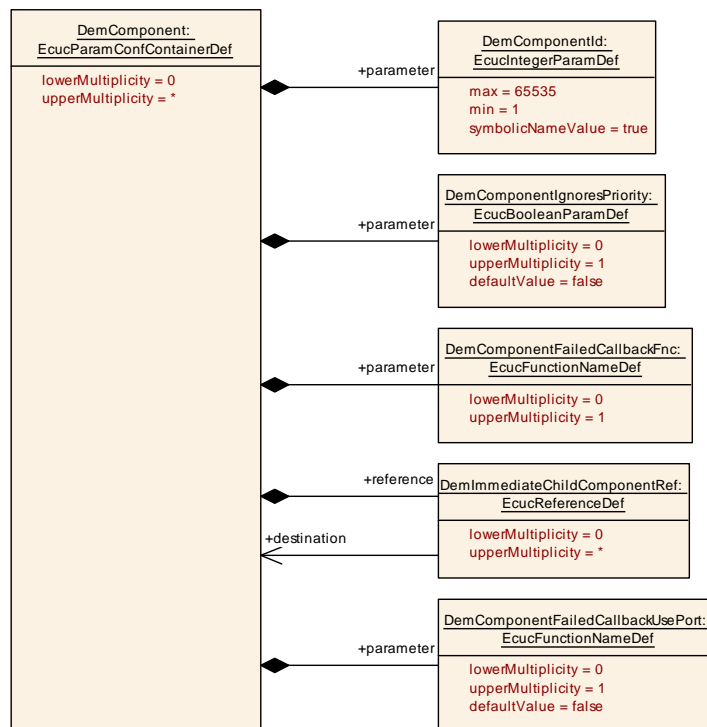 DemComponent:
EcucParamConfContainerDef
lowerMultiplicity = 0
upperMultiplicity = *
+parameter
DemComponentId:
EcucIntegerParamDef
max = 65535
min = 1
symbolicNameValue = true
+parameter
DemComponentIgnoresPriority:
EcucBooleanParamDef
lowerMultiplicity = 0
upperMultiplicity = 1
defaultValue = false
+parameter
DemComponentFailedCallbackFnc:
EcucFunctionNameDef
lowerMultiplicity = 0
upperMultiplicity = 1
+reference
DemImmediateChildComponentRef:
EcucReferenceDef
lowerMultiplicity = 0
upperMultiplicity = *
+destination
+parameter
DemComponentFailedCallbackUsePort:
EcucFunctionNameDef
lowerMultiplicity = 0
upperMultiplicity = 1
defaultValue = false